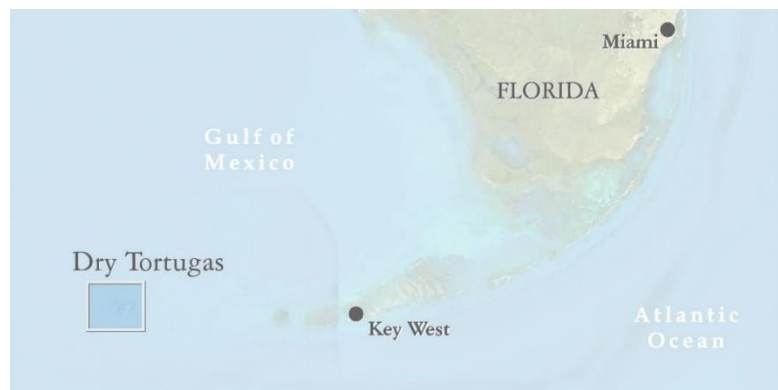 Miami
FLORIDA
Gulf of
Mexico
Dry Tortugas
Key West
Atlantic
Ocean